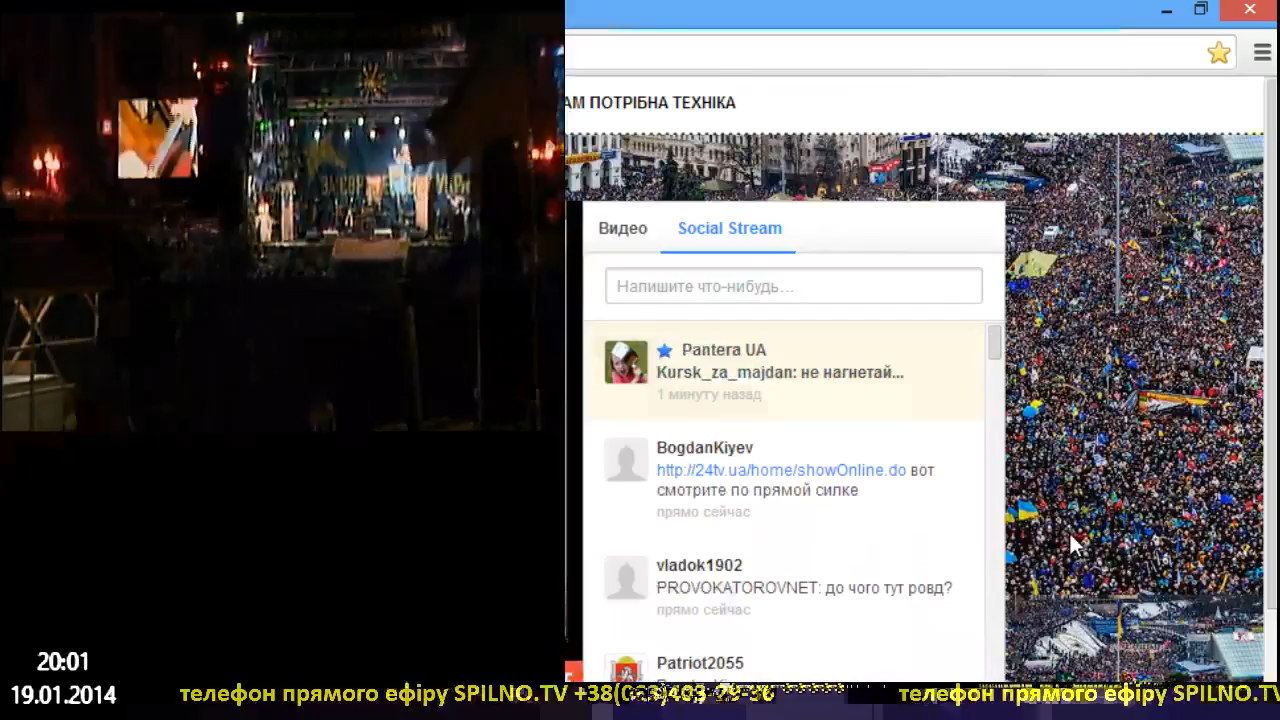 АМ ПОТРІБНА ТЕХНІКА
Видео
Social Stream
Напишите что-нибудь...
Pantera UA
Kursk_za_majdan: не нагнетай...
1 минуту назад
BogdanKiyev
http://24tv.ua/home/showOnline.do вот
смотрите по прямой силке
прямо сейчас
vladok1902
PROVOKATOROVNET: до чого тут ровд?
прямо сейчас
Patriot2055
20:01
19.01.2014
телефон прямого ефіру SPILNO.TV
телефон прямого ефіру SPILNO.TV